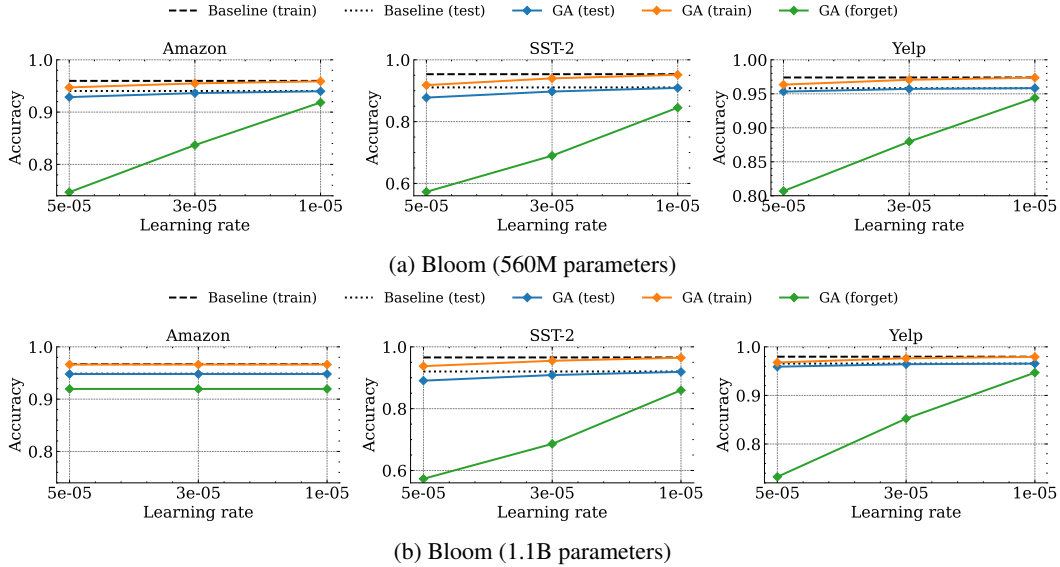 Baseline (train) Baseline (test) GA (test) GA (train) GA (forget)
Amazon SST-2 Yelp
Accuracy
1.0
0.9
0.8
5e-05 3e-05 1e-05
Learning rate
Accuracy
1.0
0.8
0.6
5e-05 3e-05 1e-05
Learning rate
Accuracy
1.00
0.95
0.90
0.85
0.80
5e-05 3e-05 1e-05
Learning rate
(a) Bloom (560M parameters)
Baseline (train) Baseline (test) GA (test) GA (train) GA (forget)
Amazon SST-2 Yelp
Accuracy
1.0
0.9
0.8
5e-05 3e-05 1e-05
Learning rate
Accuracy
1.0
0.8
0.6
5e-05 3e-05 1e-05
Learning rate
Accuracy
1.0
0.9
0.8
5e-05 3e-05 1e-05
Learning rate
(b) Bloom (1.1B parameters)